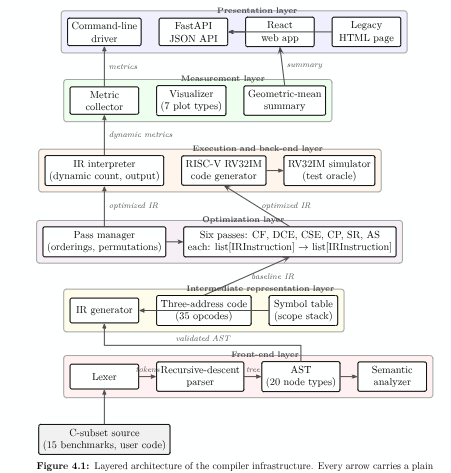 Presentation layer
Command-line
driver
FastAPI
JSON API
React
web app
Legacy
HTML page
metrics
summary
Measurement layer
Metric
collector
Visualizer
(7 plot types)
Geometric-mean
summary
dynamic metrics
Execution and back-end layer
IR interpreter
(dynamic count, output)
RISC-V RV32IM
code generator
RV32IM simulator
(test oracle)
optimized IR
optimized IR
Optimization layer
Pass manager
(orderings, permutations)
Six passes: CF, DCE, CSE, CP, SR, AS
each: list[IRInstruction] → list[IRInstruction]
baseline IR
Intermediate representation layer
IR generator
Three-address code
(35 opcodes)
Symbol table
(scope stack)
validated AST
Front-end layer
Lexer
tokens
Recursive-descent
parser
tree
AST
(20 node types)
Semantic
analyzer
C-subset source
(15 benchmarks, user code)
Figure 4.1: Layered architecture of the compiler infrastructure. Every arrow carries a plain